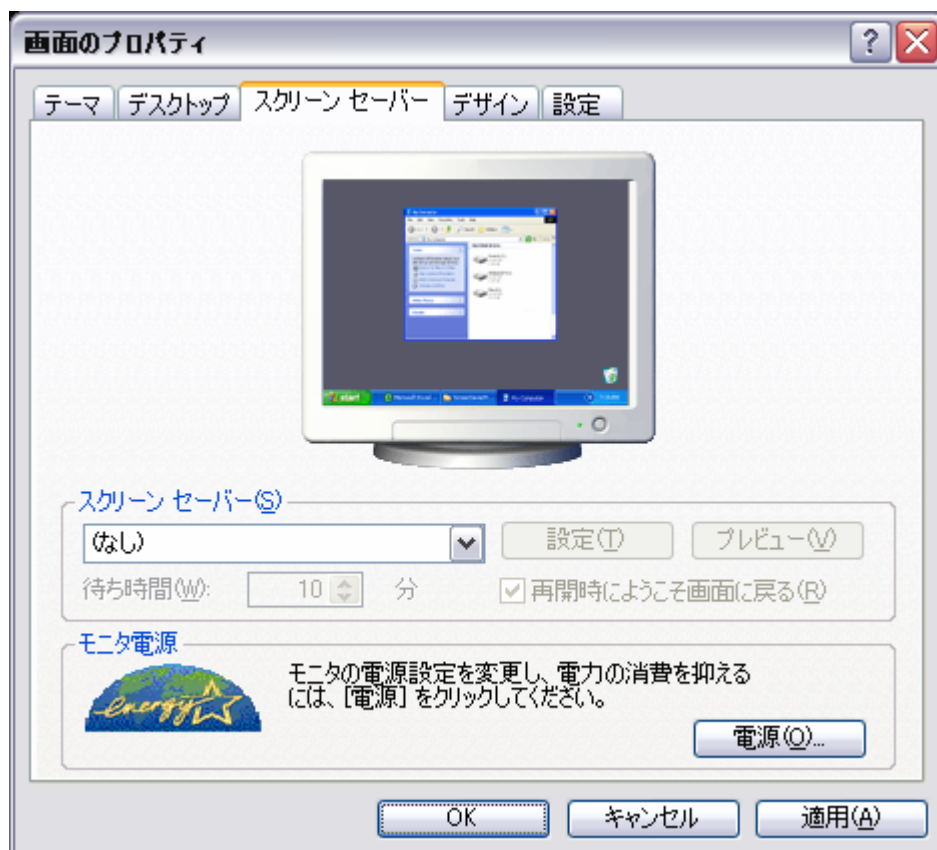 画面のプロパティ
テーマ デスクトップ スクリーン セーバー デザイン 設定
My Computer
start
My Computer
スクリーン セーバー(S)
(なし) 設定(T) プレビュー(V)
待ち時間(W): 10 分 再開時にようこそ画面に戻る(R)
モニタ電源
energy
モニタの電源設定を変更し、電力の消費を抑える
には、[電源] をクリックしてください。
電源(O)...
OK キャンセル 適用(A)